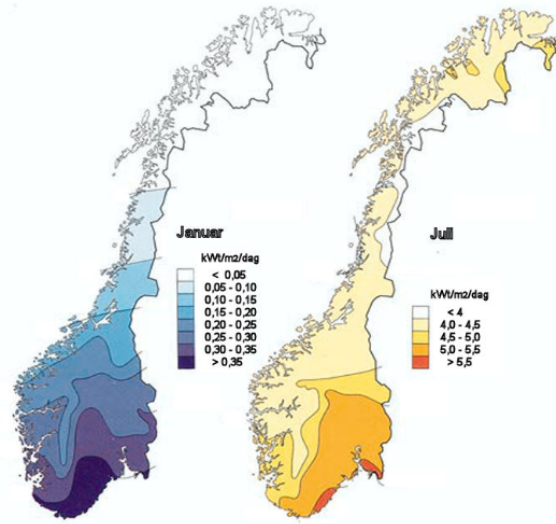 Januar
kWt/m2/dag
< 0,05
0,05 - 0,10
0,10 - 0,15
0,15 - 0,20
0,20 - 0,25
0,25 - 0,30
0,30 - 0,35
> 0,35
Juli
kWt/m2/dag
< 4
4,0 - 4,5
4,5 - 5,0
5,0 - 5,5
> 5,5